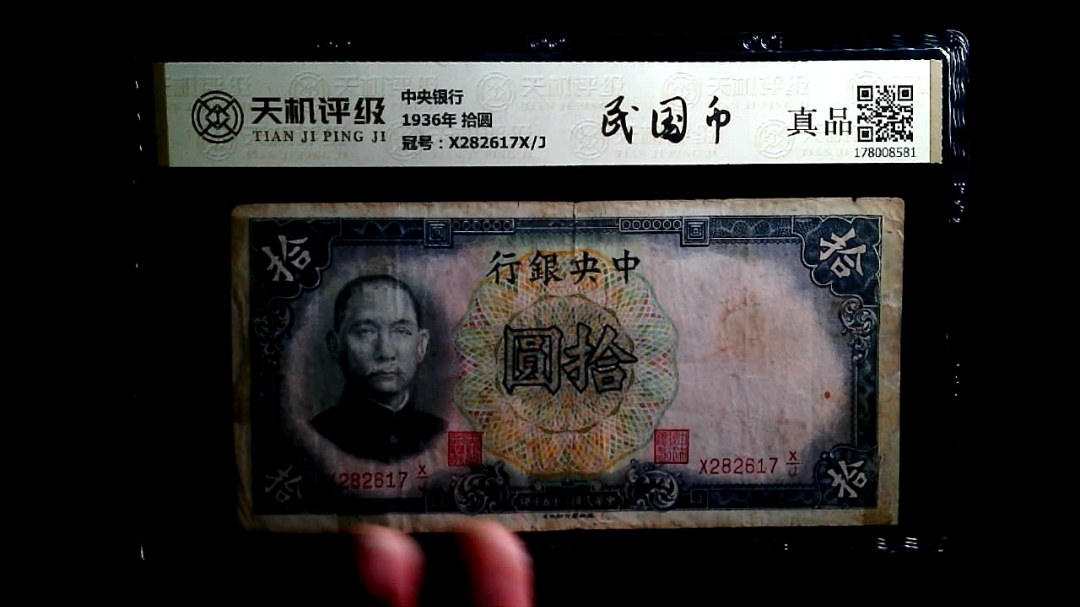 天机评级
TIAN JI PING JI
中央银行
1936年 拾圆
冠号：X282617X/J
民国币
真品
178008581
拾
拾
行銀央中
圓拾
X282617 X/J
X282617 X/J
拾
拾